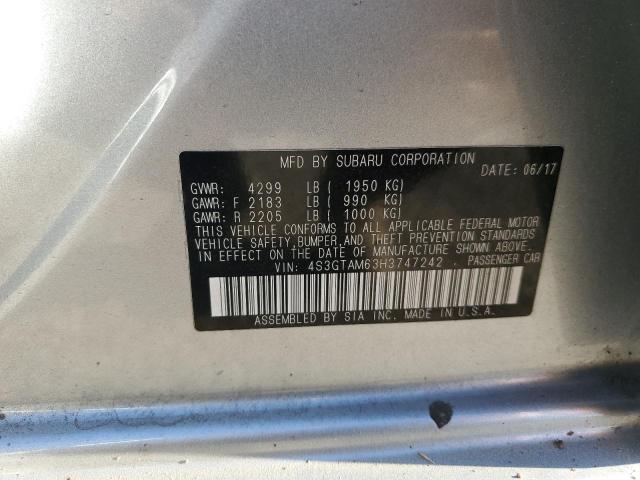 MFD BY SUBARU CORPORATION
DATE: 06/17
GVWR: 4299 LB ( 1950 KG)
GAWR: F 2183 LB ( 990 KG)
GAWR: R 2205 LB ( 1000 KG)
THIS VEHICLE CONFORMS TO ALL APPLICABLE FEDERAL MOTOR
VEHICLE SAFETY,BUMPER,AND THEFT PREVENTION STANDARDS
IN EFFECT ON THE DATE OF MANUFACTURE SHOWN ABOVE.
VIN: 4S3GTAM63H3747242 . PASSENGER CAR
ASSEMBLED BY SIA INC. MADE IN U.S.A.